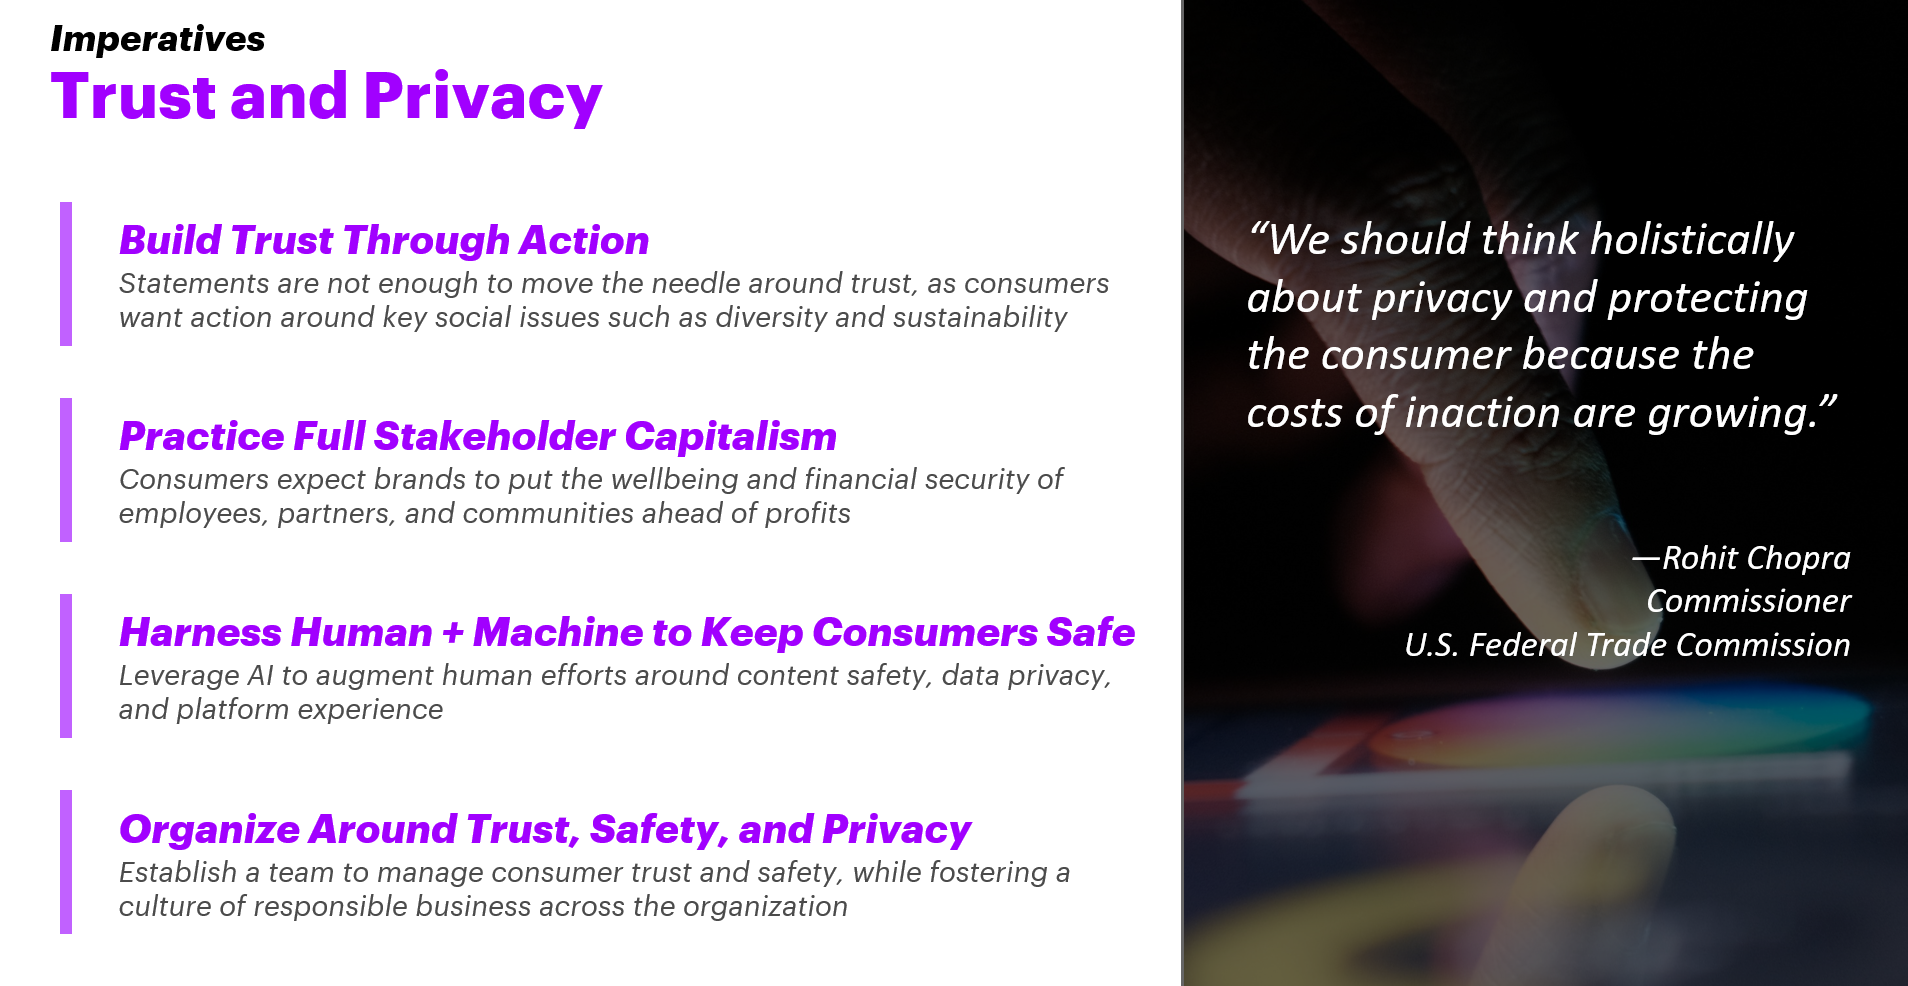 Imperatives
Trust and Privacy
Build Trust Through Action
Statements are not enough to move the needle around trust, as consumers
want action around key social issues such as diversity and sustainability
Practice Full Stakeholder Capitalism
Consumers expect brands to put the wellbeing and financial security of
employees, partners, and communities ahead of profits
Harness Human + Machine to Keep Consumers Safe
Leverage AI to augment human efforts around content safety, data privacy,
and platform experience
Organize Around Trust, Safety, and Privacy
Establish a team to manage consumer trust and safety, while fostering a
culture of responsible business across the organization
“We should think holistically
about privacy and protecting
the consumer because the
costs of inaction are growing.”
—Rohit Chopra
Commissioner
U.S. Federal Trade Commission